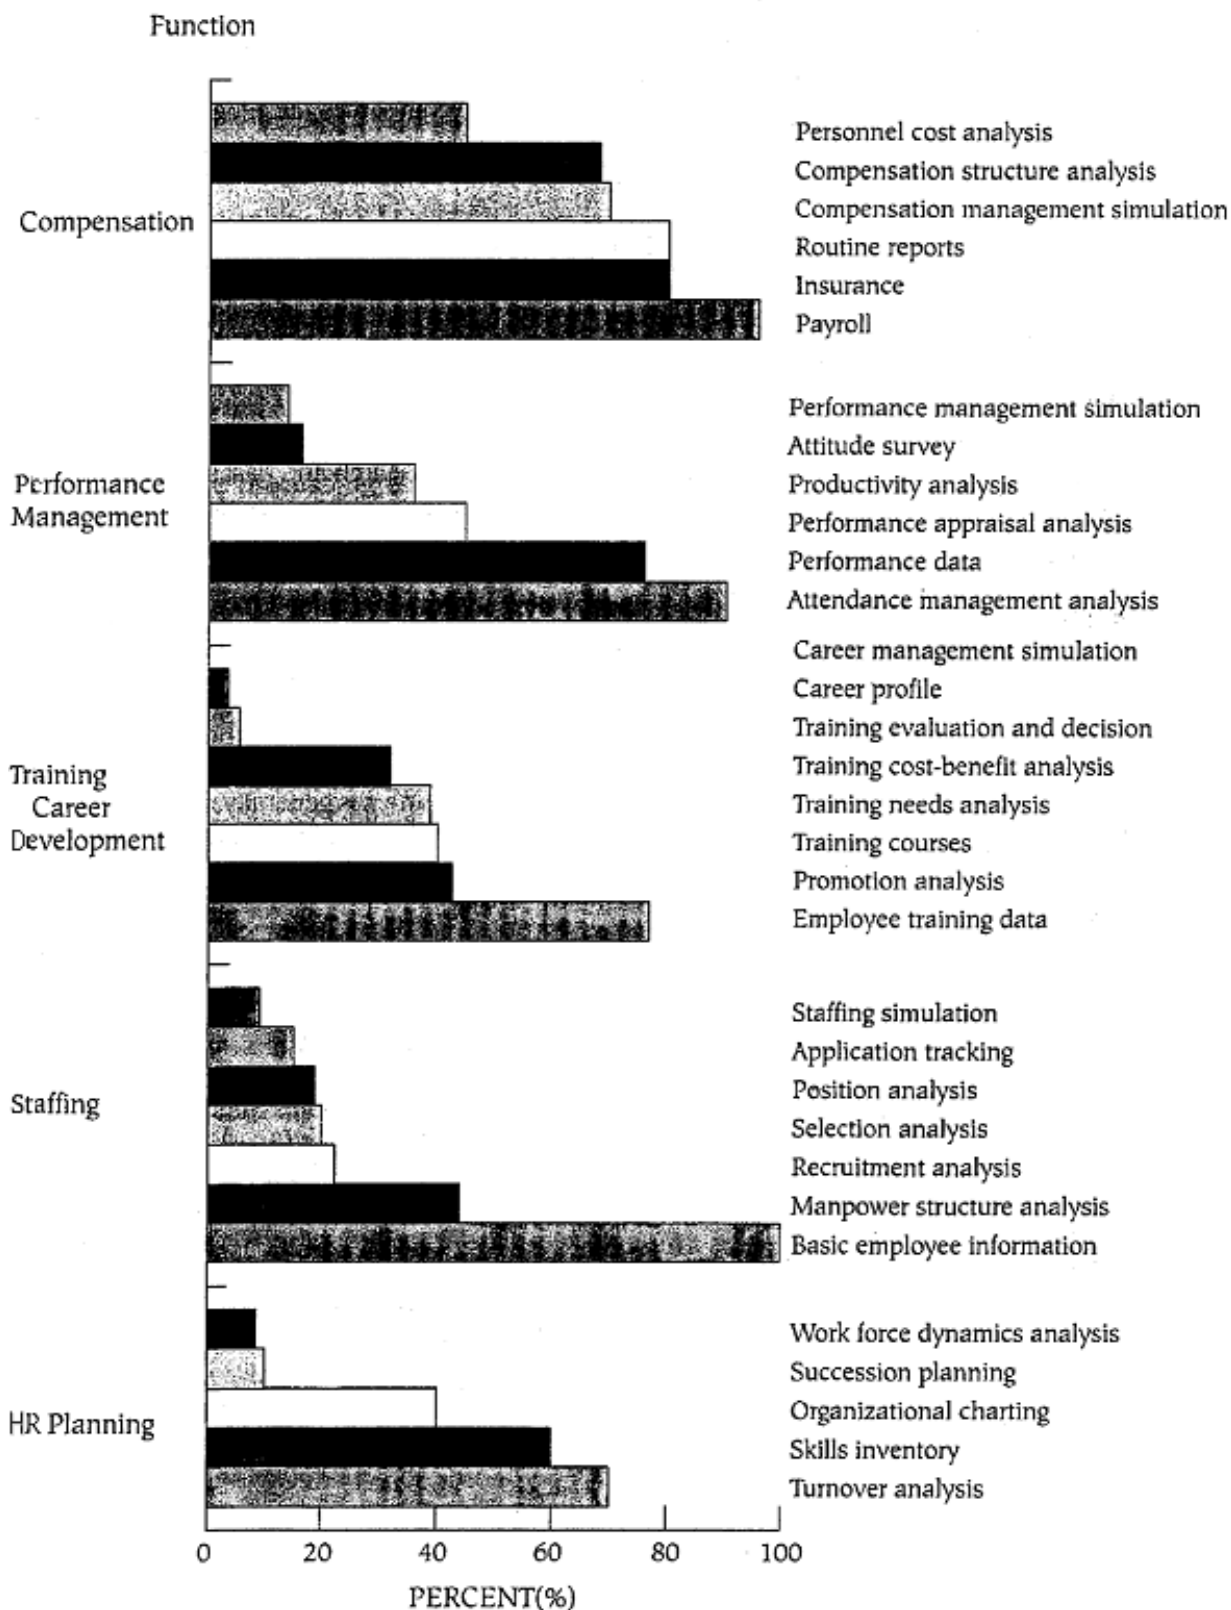 Function
Compensation
Personnel cost analysis
Compensation structure analysis
Compensation management simulation
Routine reports
Insurance
Payroll
Performance
Management
Performance management simulation
Attitude survey
Productivity analysis
Performance appraisal analysis
Performance data
Attendance management analysis
Training
Career
Development
Career management simulation
Career profile
Training evaluation and decision
Training cost-benefit analysis
Training needs analysis
Training courses
Promotion analysis
Employee training data
Staffing
Staffing simulation
Application tracking
Position analysis
Selection analysis
Recruitment analysis
Manpower structure analysis
Basic employee information
HR Planning
Work force dynamics analysis
Succession planning
Organizational charting
Skills inventory
Turnover analysis
0 20 40 60 80 100
PERCENT(%)